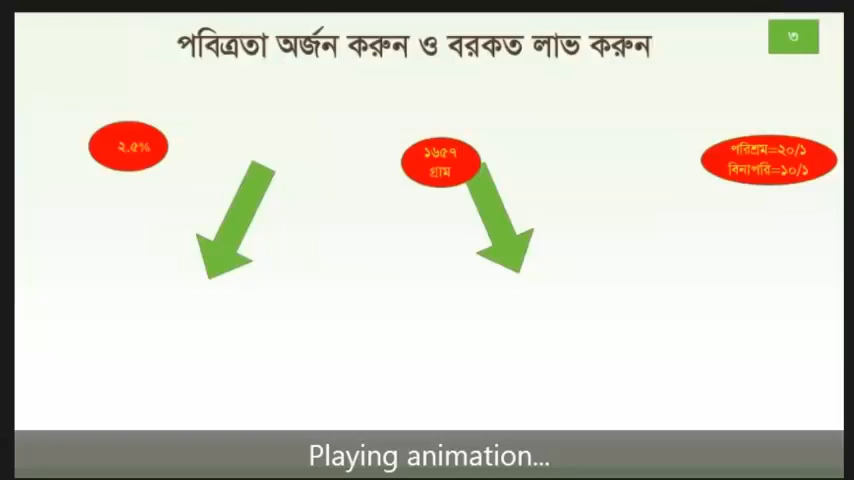 পবিত্রতা অর্জন করুন ও বরকত লাভ করুন
৩
২.৫%
১৬৫৭
গ্রাম
পরিশ্রম=২০/১
বিনাপরি=১০/১
Playing animation...